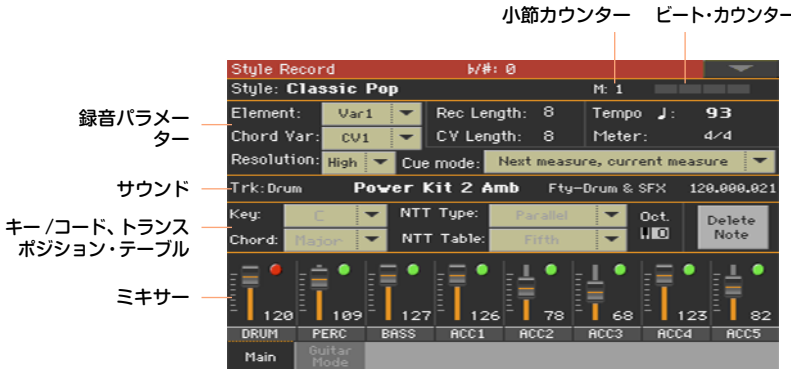 小節カウンター ビート・カウンター
Style Record ♭/#: 0
Style: Classic Pop M: 1
録音パラメー
ター
Element: Var1 Rec Length: 8 Tempo ♩: 93
Chord Var: CV1 CV Length: 8 Meter: 4/4
Resolution: High Cue mode: Next measure, current measure
サウンド
Trk: Drum Power Kit 2 Amb Fty-Drum & SFX 120.000.021
キー /コード、トランス
ポジション・テーブル
Key: C NTT Type: Parallel Oct. Delete
Note
Chord: Major NTT Table: Fifth 0
ミキサー
120 109 127 126 78 68 123 82
DRUM PERC BASS ACC1 ACC2 ACC3 ACC4 ACC5
Main Guitar
Mode